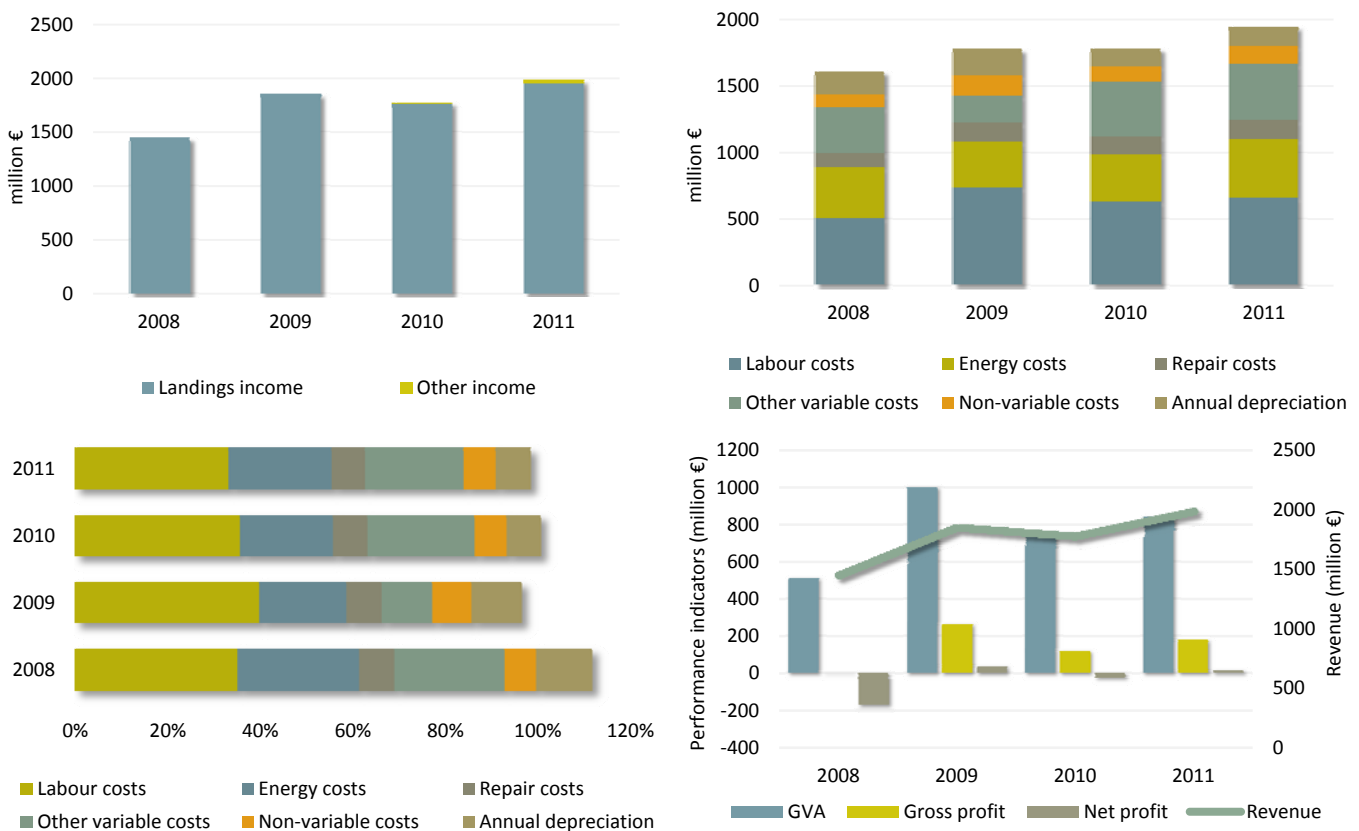 2500
2000
1500
1000
500
0
million €
2008 2009 2010 2011
Landings income Other income
2000
1500
1000
500
0
million €
2008 2009 2010 2011
Labour costs Energy costs Repair costs
Other variable costs Non-variable costs Annual depreciation
2011
2010
2009
2008
0% 20% 40% 60% 80% 100% 120%
Labour costs Energy costs Repair costs
Other variable costs Non-variable costs Annual depreciation
1200
1000
800
600
400
200
0
-200
-400
Performance indicators (million €)
2500
2000
1500
1000
500
0
Revenue (million €)
2008 2009 2010 2011
GVA Gross profit Net profit Revenue